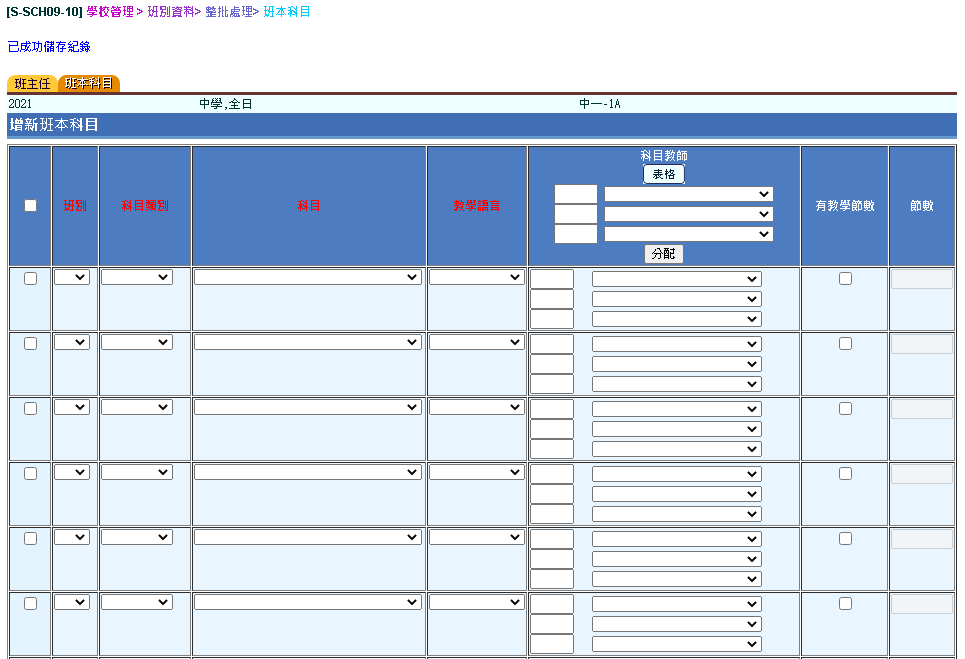 [S-SCH09-10] 學校管理 > 班別資料> 整批處理> 班本科目
已成功儲存紀錄
班主任 班本科目
2021 中學,全日 中一-1A
增新班本科目
班別 科目類別 科目 教學語言 科目教師 有教學節數 節數
表格
分配